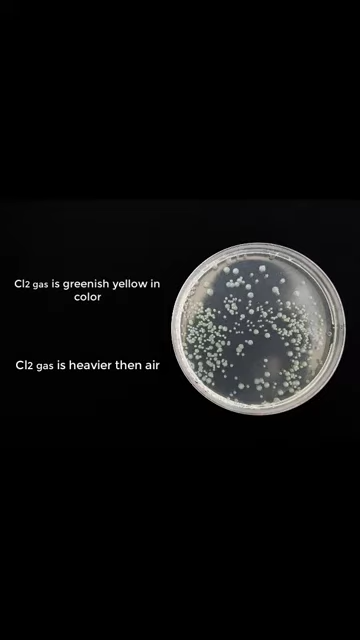 Cl2 gas is greenish yellow in
color
Cl2 gas is heavier then air